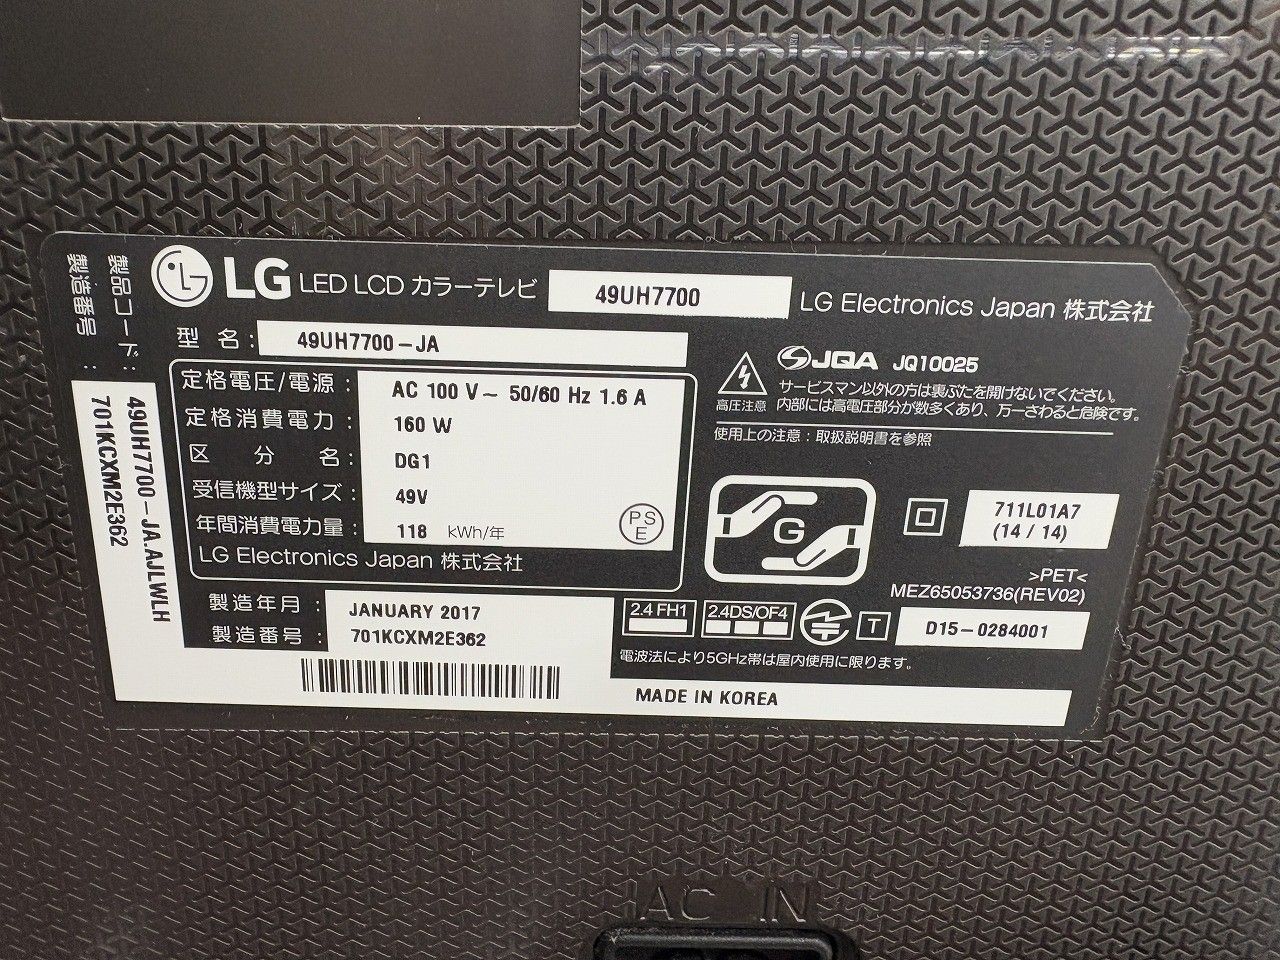 製品コード:
49UH7700-JA.AJLWLH
製造番号:
701KCXM2E362
LG LED LCD カラーテレビ 49UH7700 LG Electronics Japan 株式会社
型名: 49UH7700-JA
定格電圧/電源: AC 100 V~ 50/60 Hz 1.6 A
定格消費電力: 160 W
区分名: DG1
受信機型サイズ: 49V
年間消費電力量: 118 kWh/年
PSE
LG Electronics Japan 株式会社
製造年月: JANUARY 2017
製造番号: 701KCXM2E362
高圧注意
JQA JQ10025
サービスマン以外の方は裏ぶたを開けないでください。
内部には高電圧部分が数多くあり、万一さわると危険です。
使用上の注意:取扱説明書を参照
G
711L01A7
(14 / 14)
>PET<
MEZ65053736(REV02)
2.4 FH1
2.4DS/OF4
T
D15-0284001
電波法により5GHz帯は屋内使用に限ります。
MADE IN KOREA
AC IN